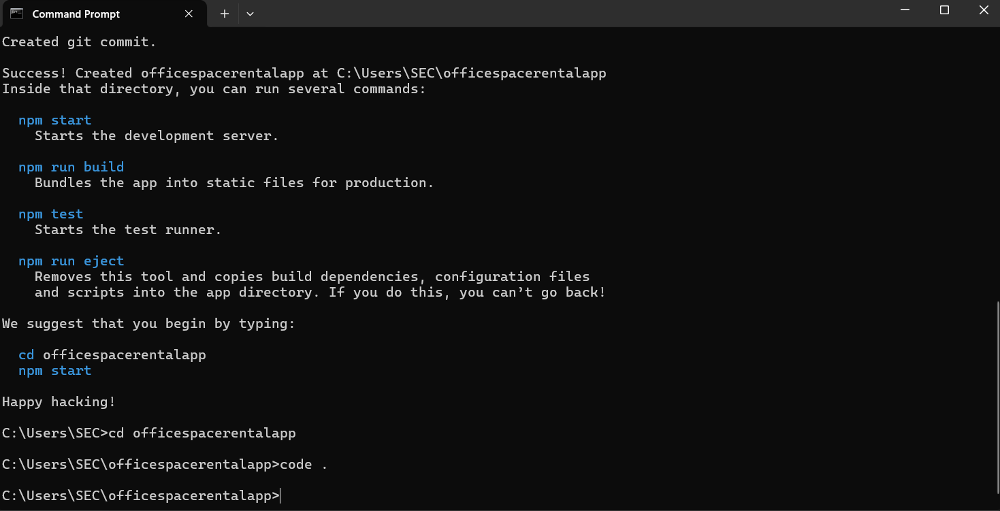 Command Prompt
Created git commit.
Success! Created officespacerentalapp at C:\Users\SEC\officespacerentalapp
Inside that directory, you can run several commands:
npm start
Starts the development server.
npm run build
Bundles the app into static files for production.
npm test
Starts the test runner.
npm run eject
Removes this tool and copies build dependencies, configuration files
and scripts into the app directory. If you do this, you can’t go back!
We suggest that you begin by typing:
cd officespacerentalapp
npm start
Happy hacking!
C:\Users\SEC>cd officespacerentalapp
C:\Users\SEC\officespacerentalapp>code .
C:\Users\SEC\officespacerentalapp>